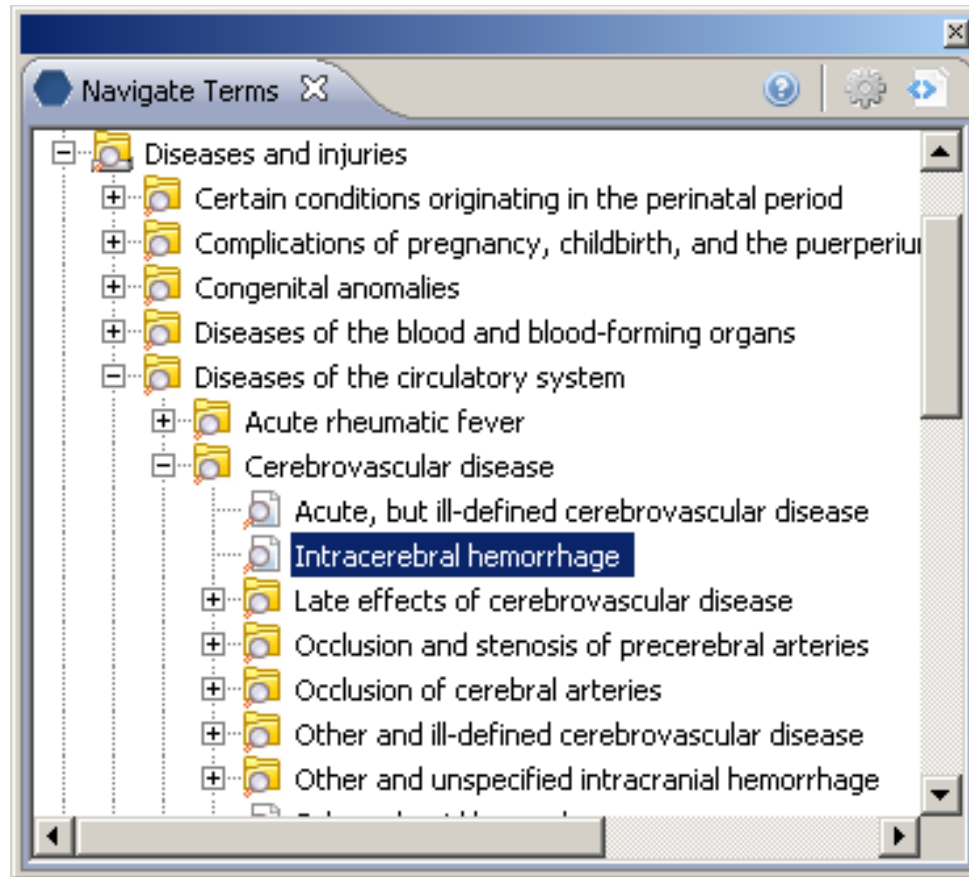 Navigate Terms
Diseases and injuries
Certain conditions originating in the perinatal period
Complications of pregnancy, childbirth, and the
Congenital anomalies
Diseases of the blood and blood-forming organs
Diseases of the circulatory system
Acute rheumatic fever
Cerebrovascular disease
Acute, but ill-defined cerebrovascular disease
Intracerebral hemorrhage
Late effects of cerebrovascular disease
Occlusion and stenosis of precerebral arteries
Occlusion of cerebral arteries
Other and ill-defined cerebrovascular disease
Other and unspecified intracranial hemorrhage